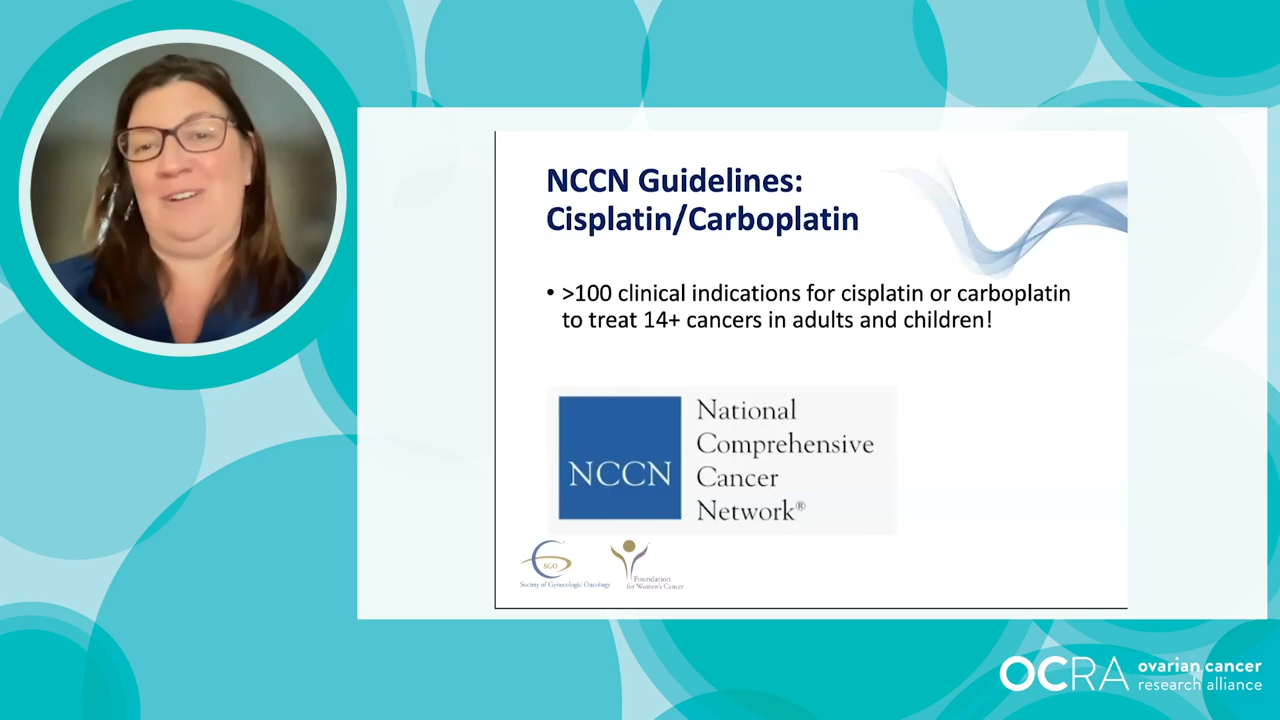 NCCN Guidelines:
Cisplatin/Carboplatin
• >100 clinical indications for cisplatin or carboplatin
to treat 14+ cancers in adults and children!
NCCN
National
Comprehensive
Cancer
Network®
SGO
Society of Gynecologic Oncology
Foundation
for Women's Cancer
OCRA
ovarian cancer
research alliance